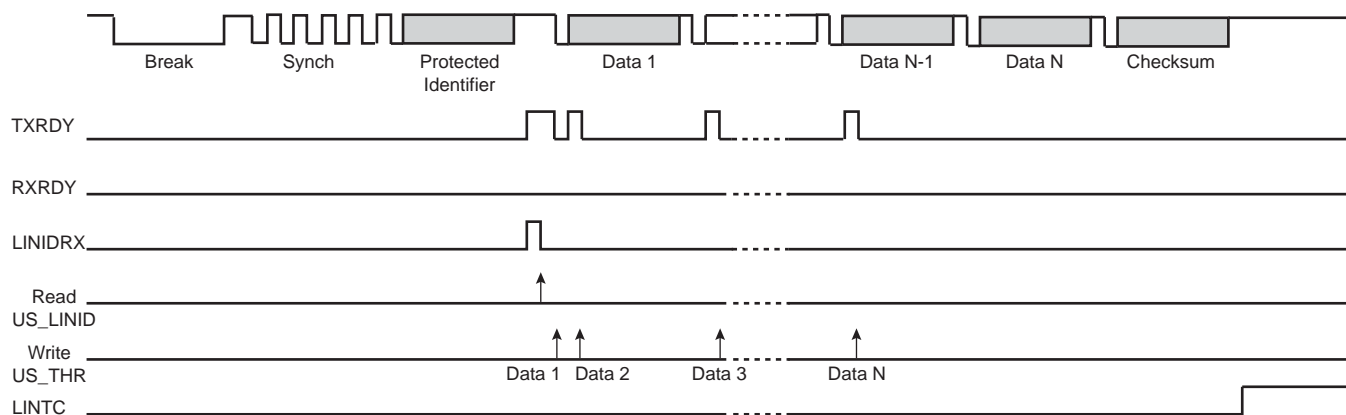 Break
Synch
Protected
Identifier
Data 1
Data N-1
Data N
Checksum
TXRDY
RXRDY
LINIDRX
Read
US_LINID
Write
US_THR
Data 1
Data 2
Data 3
Data N
LINTC